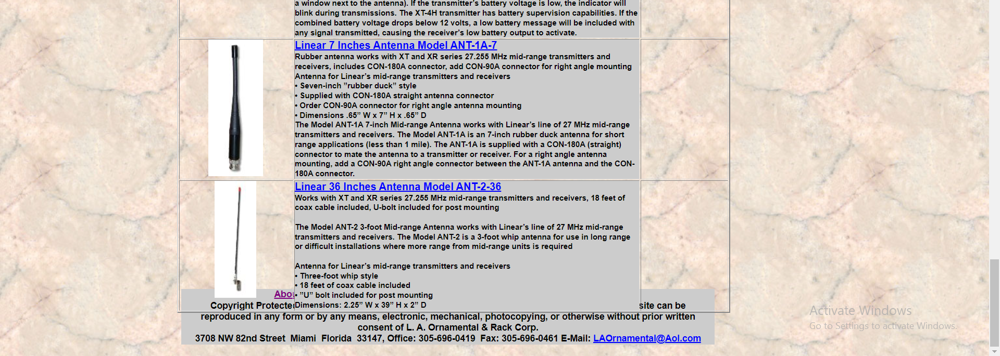 a window next to the antenna). If the transmitter’s battery voltage is low, the indicator will
blink during transmissions. The XT-4H transmitter has battery supervision capabilities. If the
combined battery voltage drops below 12 volts, a low battery message will be included with
any signal transmitted, causing the receiver’s low battery output to activate.
Linear 7 Inches Antenna Model ANT-1A-7
Rubber antenna works with XT and XR series 27.255 MHz mid-range transmitters and
receivers, includes CON-180A connector, add CON-90A connector for right angle mounting
Antenna for Linear’s mid-range transmitters and receivers
• Seven-inch ”rubber duck” style
• Supplied with CON-180A straight antenna connector
• Order CON-90A connector for right angle antenna mounting
• Dimensions .65” W x 7” H x .65” D
The Model ANT-1A 7-inch Mid-range Antenna works with Linear’s line of 27 MHz mid-range
transmitters and receivers. The Model ANT-1A is an 7-inch rubber duck antenna for short
range applications (less than 1 mile). The ANT-1A is supplied with a CON-180A (straight)
connector to mate the antenna to a transmitter or receiver. For a right angle antenna
mounting, add a CON-90A right angle connector between the ANT-1A antenna and the CON-
180A connector.
Linear 36 Inches Antenna Model ANT-2-36
Works with XT and XR series 27.255 MHz mid-range transmitters and receivers, 18 feet of
coax cable included, U-bolt included for post mounting
The Model ANT-2 3-foot Mid-range Antenna works with Linear’s line of 27 MHz mid-range
transmitters and receivers. The Model ANT-2 is a 3-foot whip antenna for use in long range
or difficult installations where more range from mid-range units is required
Antenna for Linear’s mid-range transmitters and receivers
• Three-foot whip style
• 18 feet of coax cable included
• ”U” bolt included for post mounting
Dimensions: 2.25” W x 39” H x 2” D
Copyright site can be
reproduced in any form or by any means, electronic, mechanical, photocopying, or otherwise without prior written
consent of L. A. Ornamental & Rack Corp.
3708 NW 82nd Street Miami Florida 33147, Office: 305-696-0419 Fax: 305-696-0461 E-Mail: LAOrnamental@Aol.com
Activate Windows
Go to Settings to activate Windows.